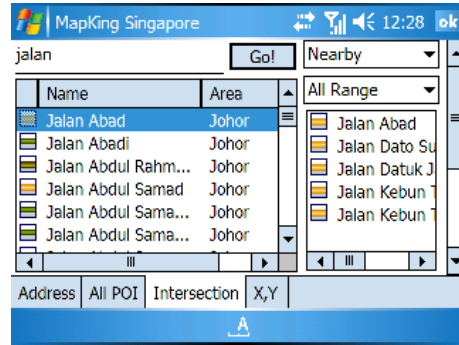 MapKing Singapore 12:28 ok
jalan Go! Nearby
Name Area All Range
Jalan Abad Johor
Jalan Abadi Johor
Jalan Abdul Rahm... Johor
Jalan Abdul Samad Johor
Jalan Abdul Sama... Johor
Jalan Abdul Sama... Johor
Jalan Abad
Jalan Dato Su
Jalan Datuk J
Jalan Kebun T
Jalan Kebun T
Address All POI Intersection X,Y
A